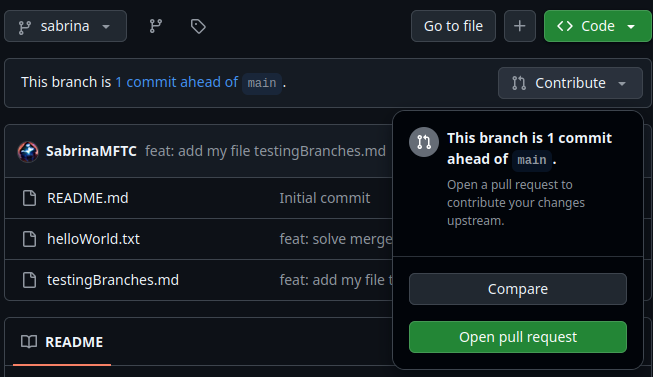 sabrina
Go to file
Code
This branch is 1 commit ahead of main .
Contribute
This branch is 1 commit
ahead of main .
Open a pull request to
contribute your changes
upstream.
Compare
Open pull request
SabrinaMFTC feat: add my file testingBranches.md
README.md Initial commit
helloWorld.txt feat: solve merge
testingBranches.md feat: add my file t
README